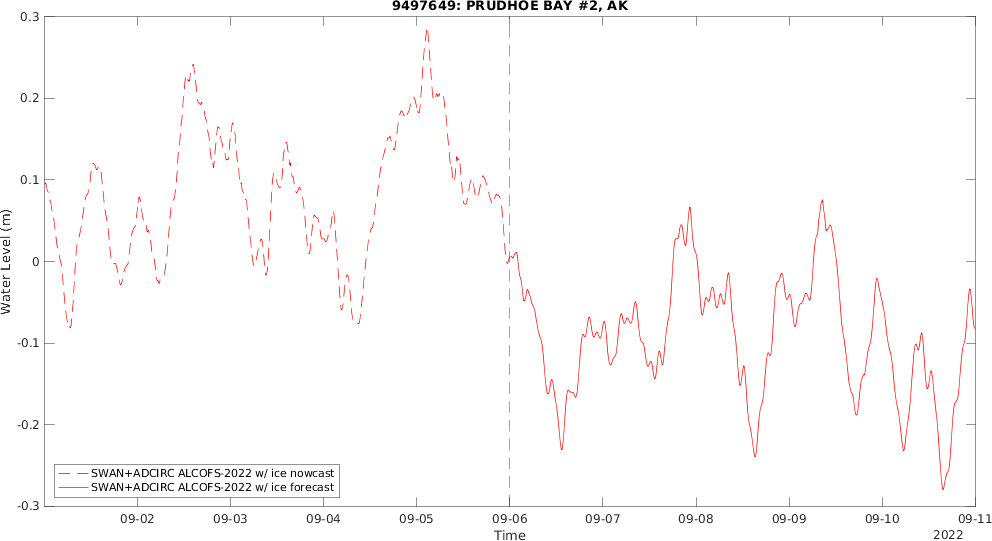 9497649: PRUDHOE BAY #2, AK
0.3
0.2
0.1
0
-0.1
-0.2
-0.3
Water Level (m)
SWAN+ADCIRC ALCOFS-2022 w/ ice nowcast
SWAN+ADCIRC ALCOFS-2022 w/ ice forecast
09-02 09-03 09-04 09-05 09-06 09-07 09-08 09-09 09-10 09-11
Time
2022